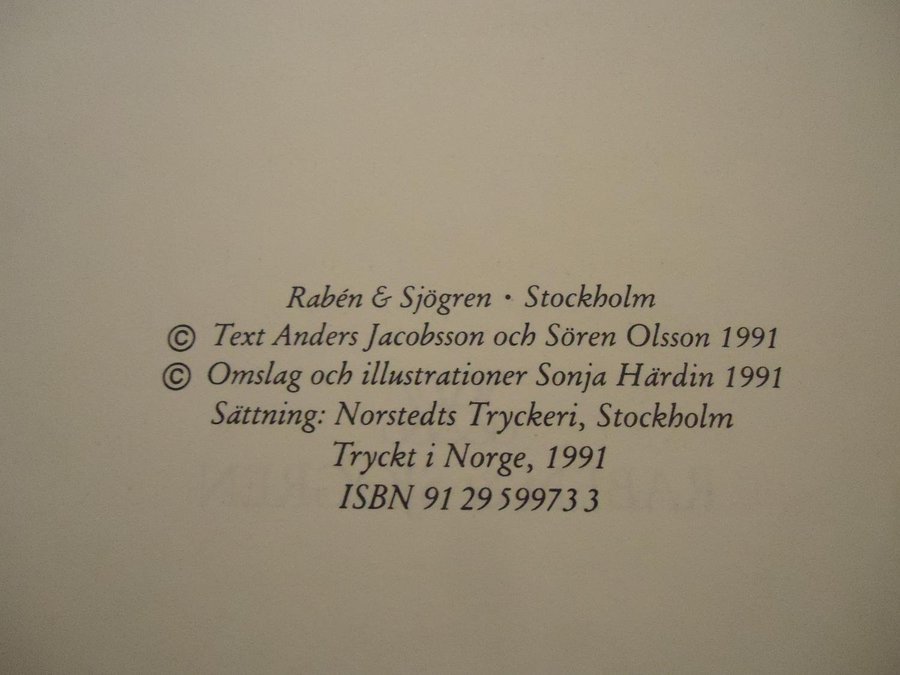 Rabén & Sjögren · Stockholm
© Text Anders Jacobsson och Sören Olsson 1991
© Omslag och illustrationer Sonja Härdin 1991
Sättning: Norstedts Tryckeri, Stockholm
Tryckt i Norge, 1991
ISBN 91 29 59973 3